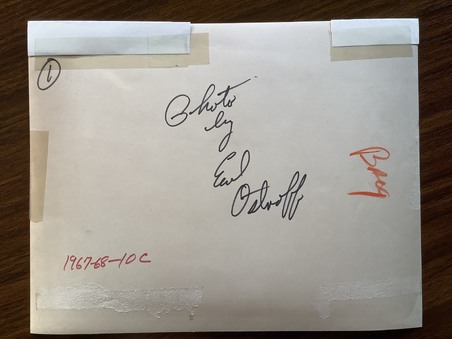 1
Photo
by
Earl
Ostroff
1967-68-10C